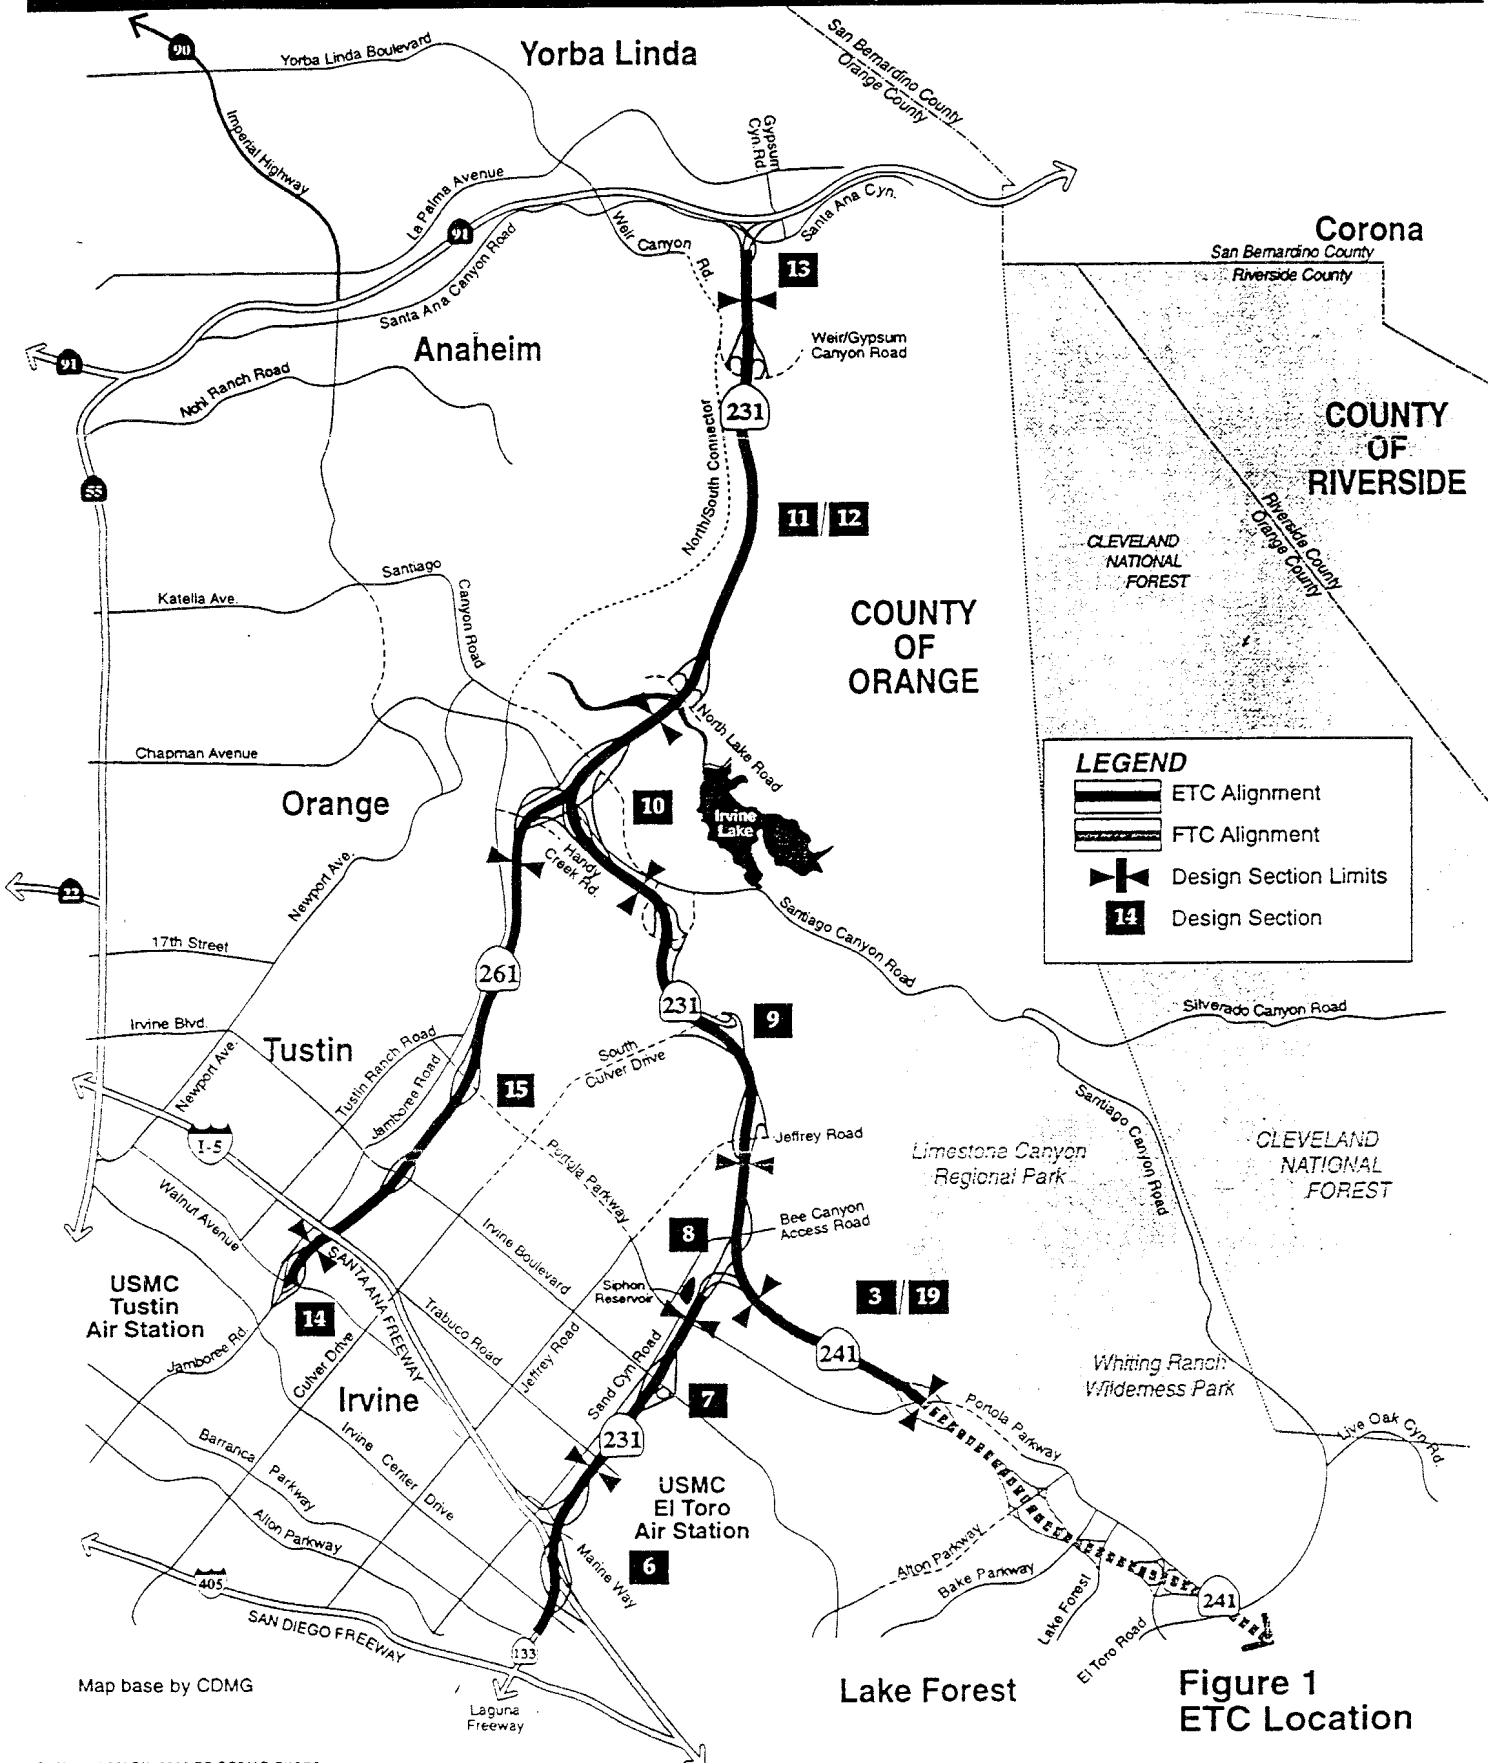 90
Yorba Linda Boulevard
Yorba Linda
San Bernardino County
Orange County
Imperial Highway
Gypsum
Cyn. Rd.
La Palma Avenue
91
Santa Ana Canyon Road
Weir
Canyon
Rd.
Santa Ana Cyn.
13
Corona
San Bernardino County
Riverside County
Anaheim
Weir/Gypsum
Canyon Road
91
Nohl Ranch Road
231
COUNTY
OF
RIVERSIDE
55
North/South Connector
11 / 12
Riverside County
Orange County
CLEVELAND
NATIONAL
FOREST
Santiago
Canyon Road
Katella Ave.
COUNTY
OF
ORANGE
North Lake Road
Chapman Avenue
Orange
10
Irvine
Lake
LEGEND
ETC Alignment
FTC Alignment
Design Section Limits
14 Design Section
Handy
Creek Rd.
Newport Ave.
22
Santiago Canyon Road
17th Street
261
231
9
Silverado Canyon Road
Irvine Blvd.
Tustin
Newport Ave.
Tustin Ranch Road
Jamboree Road
South
Culver Drive
15
I-5
Santiago Canyon Road
Jeffrey Road
Portola Parkway
Limestone Canyon
Regional Park
CLEVELAND
NATIONAL
FOREST
Walnut Avenue
Irvine Boulevard
8
Bee Canyon
Access Road
SANTA ANA FREEWAY
USMC
Tustin
Air Station
Siphon
Reservoir
3 / 19
14
Trabuco Road
Jamboree Rd.
Culver Drive
Jeffrey Road
Sand Cyn Road
241
Whiting Ranch
Wilderness Park
Irvine
7
Portola Parkway
Live Oak Cyn Rd.
Barranca
Parkway
Irvine
Center
Drive
231
USMC
El Toro
Air Station
Alton Parkway
6
Marine Way
Alton Parkway
Bake Parkway
Lake Forest
El Toro Road
241
405
SAN DIEGO FREEWAY
133
Laguna
Freeway
Map base by CDMG
Lake Forest
Figure 1
ETC Location